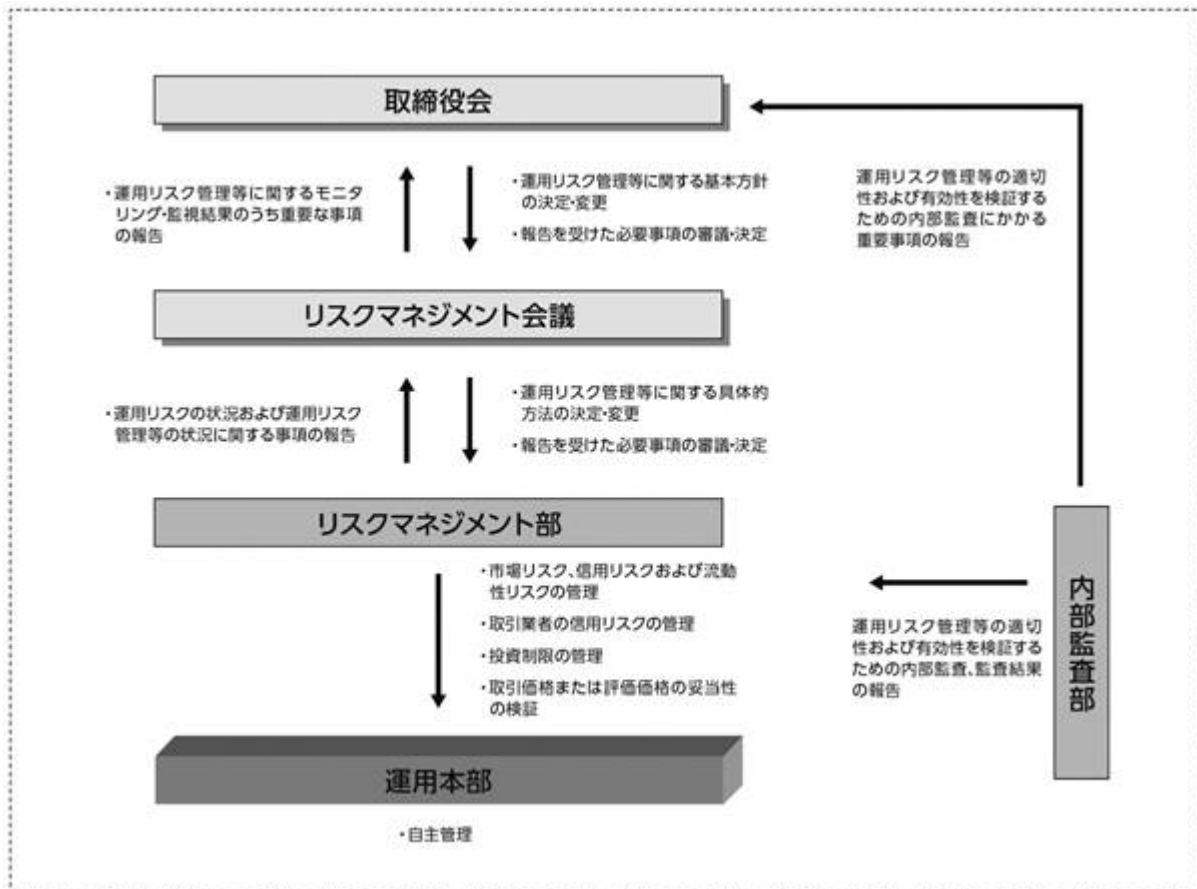 取締役会
・運用リスク管理等に関するモニタ
リング・監視結果のうち重要な事項
の報告
・運用リスク管理等に関する基本方針
の決定・変更
・報告を受けた必要事項の審議・決定
運用リスク管理等の適切
性および有効性を検証する
ための内部監査にかかる
重要事項の報告
リスクマネジメント会議
・運用リスクの状況および運用リスク
管理等の状況に関する事項の報告
・運用リスク管理等に関する具体的
方法の決定・変更
・報告を受けた必要事項の審議・決定
リスクマネジメント部
・市場リスク、信用リスクおよび流動
性リスクの管理
・取引業者の信用リスクの管理
・投資制限の管理
・取引価格または評価価格の妥当性
の検証
運用リスク管理等の適切
性および有効性を検証する
ための内部監査、監査結果
の報告
内部監査部
運用本部
・自主管理